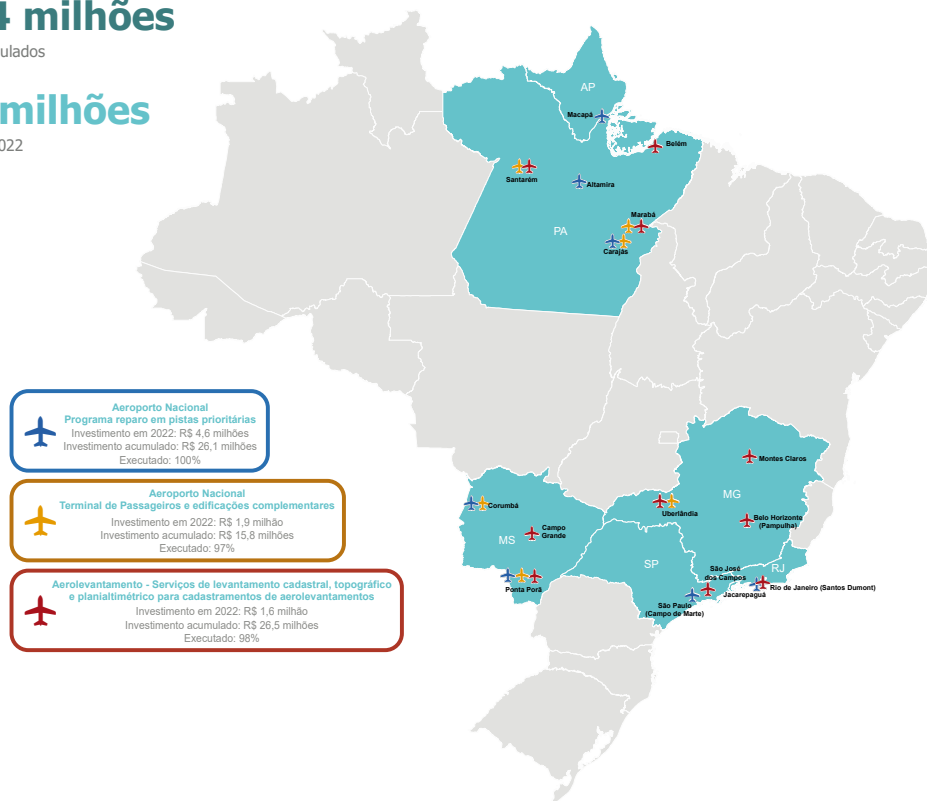 4 milhões
ulados
milhões
022
AP
Macapá
Belém
Santarém
Altamira
Marabá
PA
Carajás
Aeroporto Nacional
Programa reparo em pistas prioritárias
Investimento em 2022: R$ 4,6 milhões
Investimento acumulado: R$ 26,1 milhões
Executado: 100%
Aeroporto Nacional
Terminal de Passageiros e edificações complementares
Investimento em 2022: R$ 1,9 milhão
Investimento acumulado: R$ 15,8 milhões
Executado: 97%
Aerolevantamento - Serviços de levantamento cadastral, topográfico
e planialtimétrico para cadastramentos de aerolevantamentos
Investimento em 2022: R$ 1,6 milhão
Investimento acumulado: R$ 26,5 milhões
Executado: 98%
Montes Claros
MG
Corumbá
Uberlândia
Belo Horizonte
(Pampulha)
Campo
Grande
MS
SP
São José
dos Campos
RJ
Ponta Porã
Rio de Janeiro (Santos Dumont)
Jacarepaguá
São Paulo
(Campo de Marte)